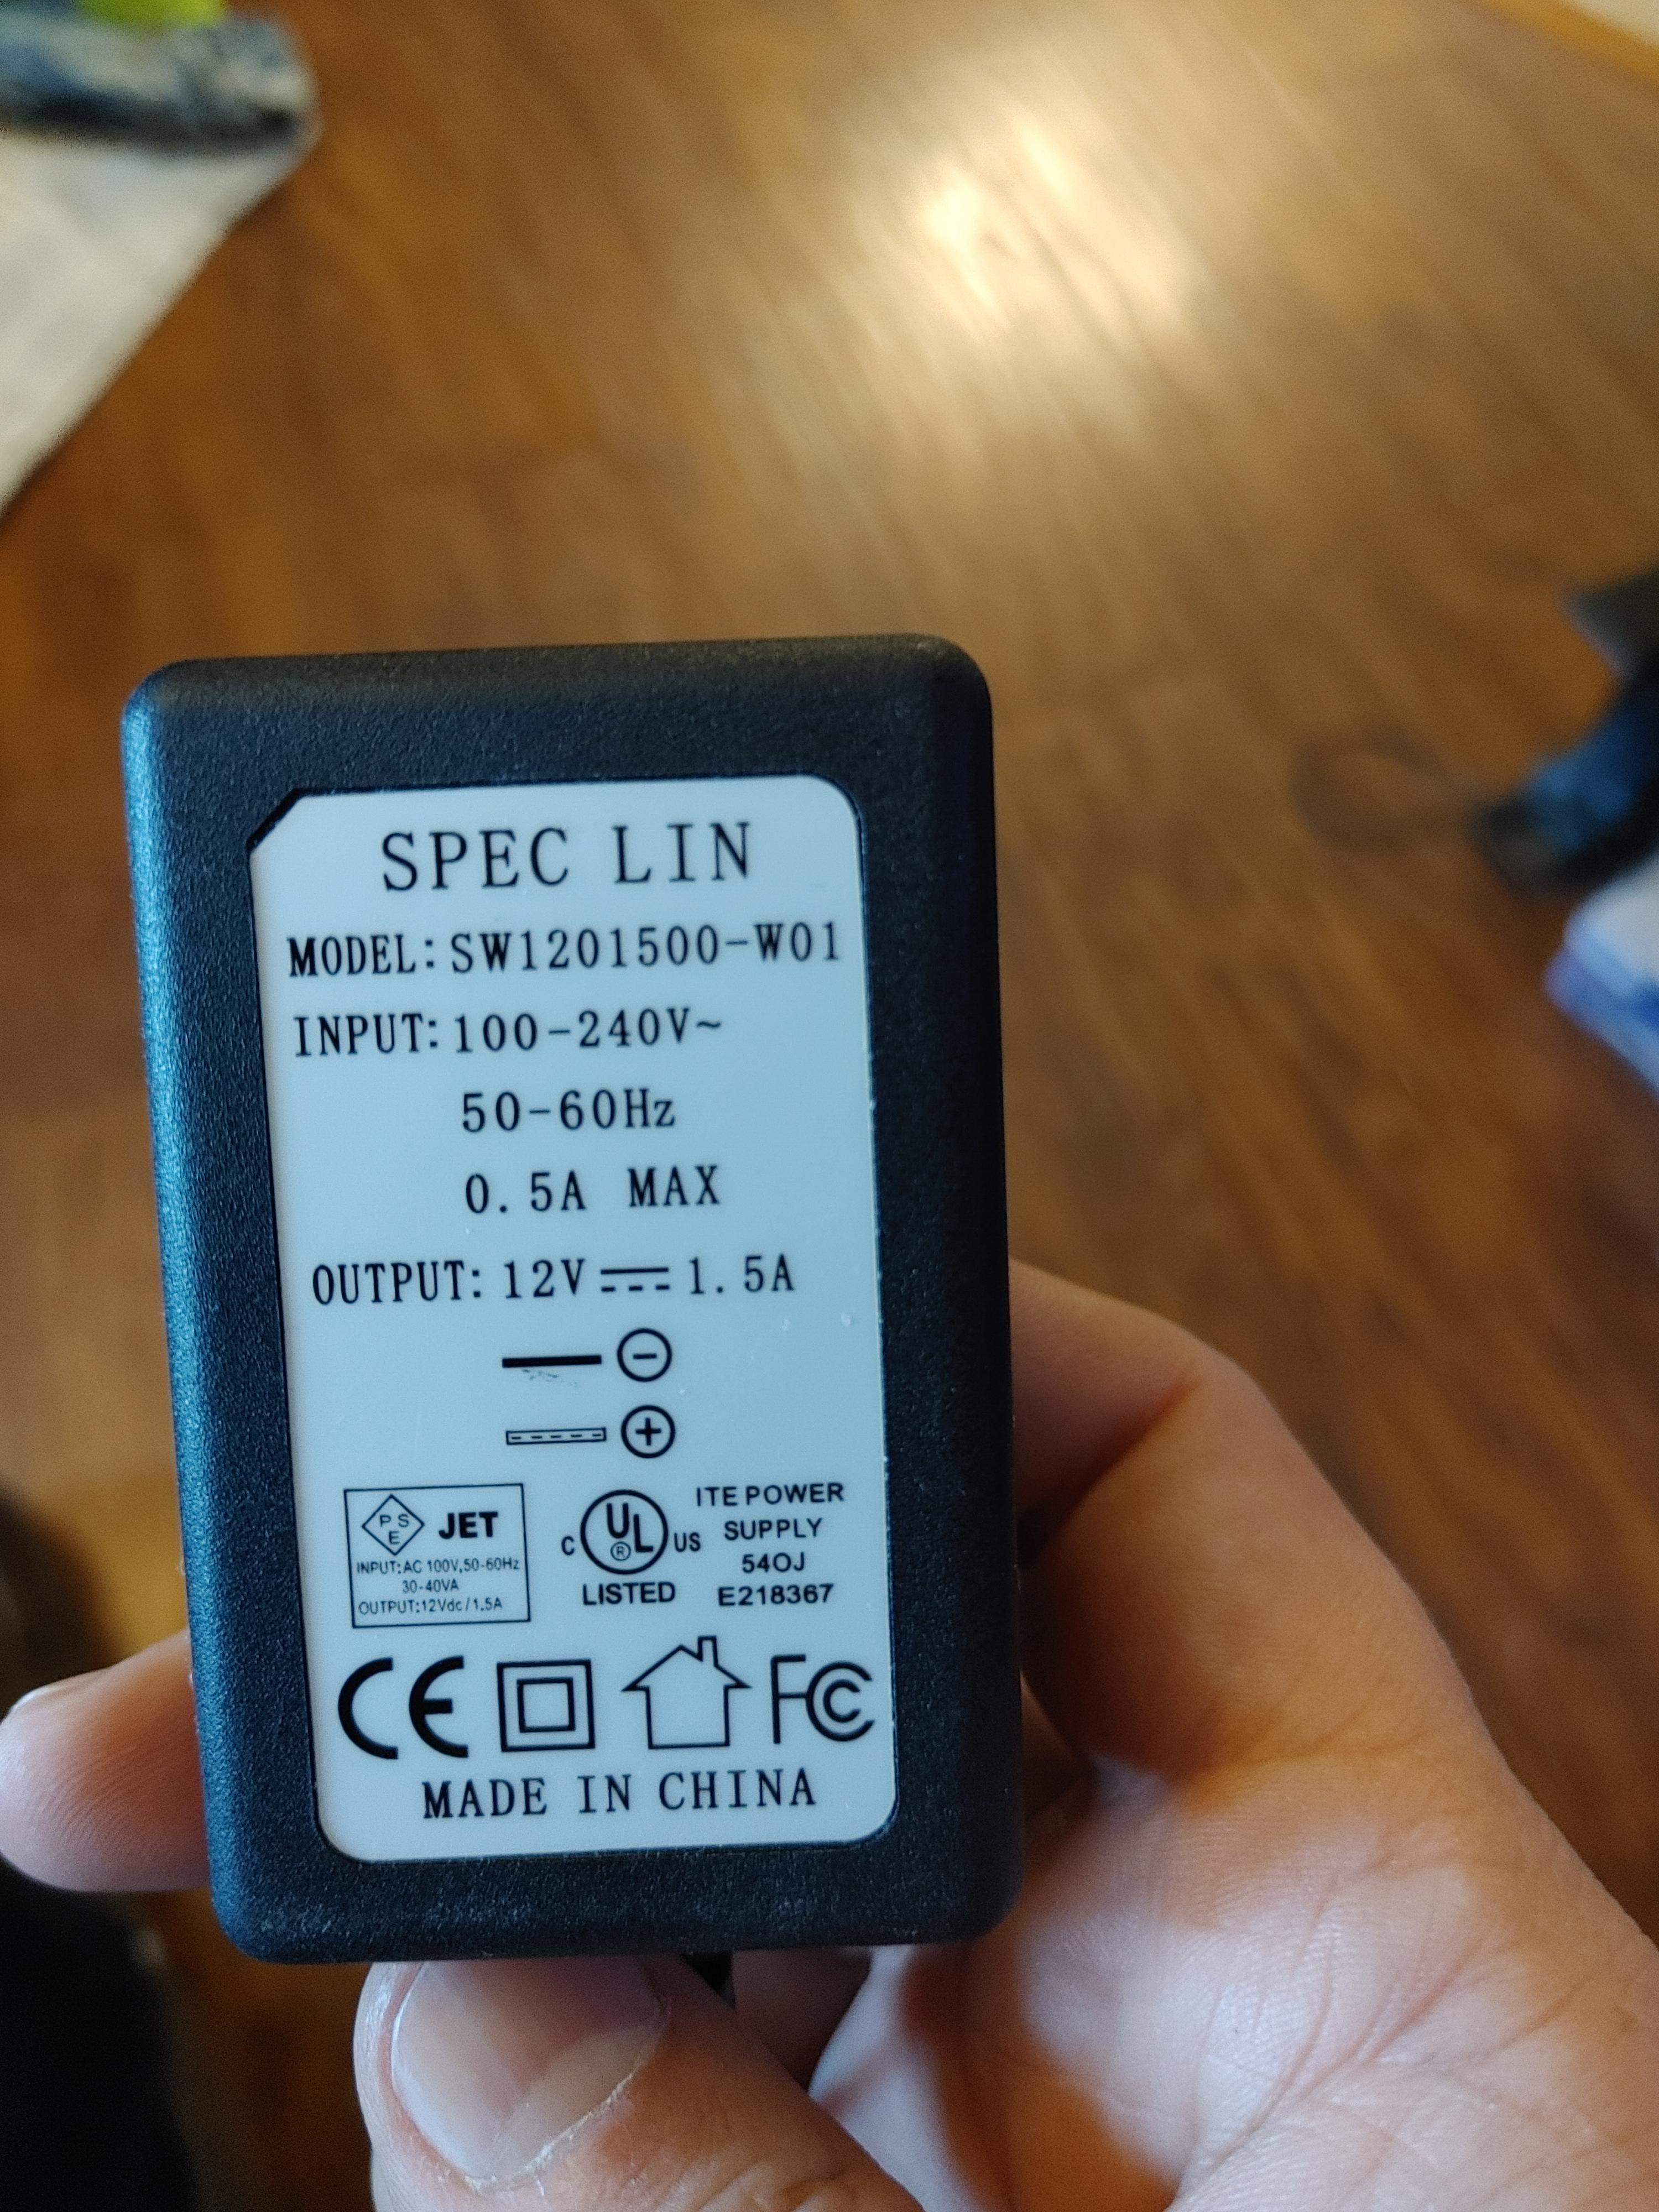 SPEC LIN
MODEL: SW1201500-W01
INPUT: 100-240V~
50-60Hz
0.5A MAX
OUTPUT: 12V⎓1.5A
−
+
PSE JET
INPUT:AC 100V,50-60Hz
30-40VA
OUTPUT:12Vdc/1.5A
C UL® US
LISTED
ITE POWER
SUPPLY
54OJ
E218367
CE FC
MADE IN CHINA